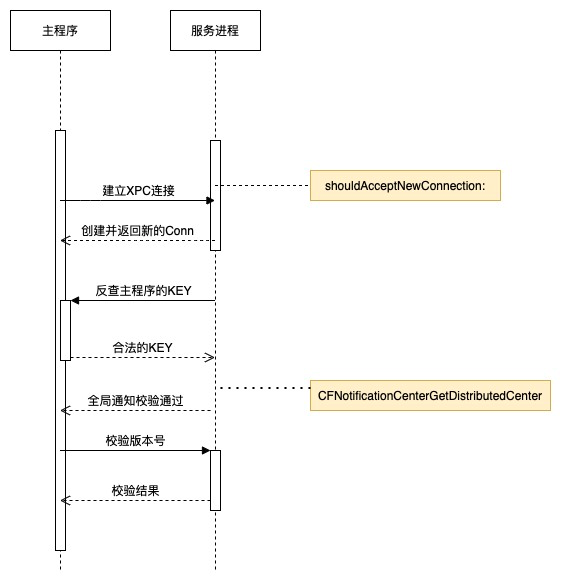 主程序
服务进程
建立XPC连接
shouldAcceptNewConnection:
创建并返回新的Conn
反查主程序的KEY
合法的KEY
CFNotificationCenterGetDistributedCenter
全局通知校验通过
校验版本号
校验结果